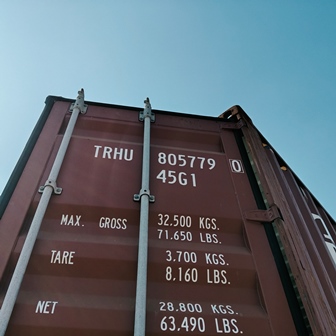 TRHU 805779 0
45G1
MAX. GROSS 32.500 KGS.
71.650 LBS.
TARE 3.700 KGS.
8.160 LBS.
NET 28.800 KGS.
63.490 LBS.